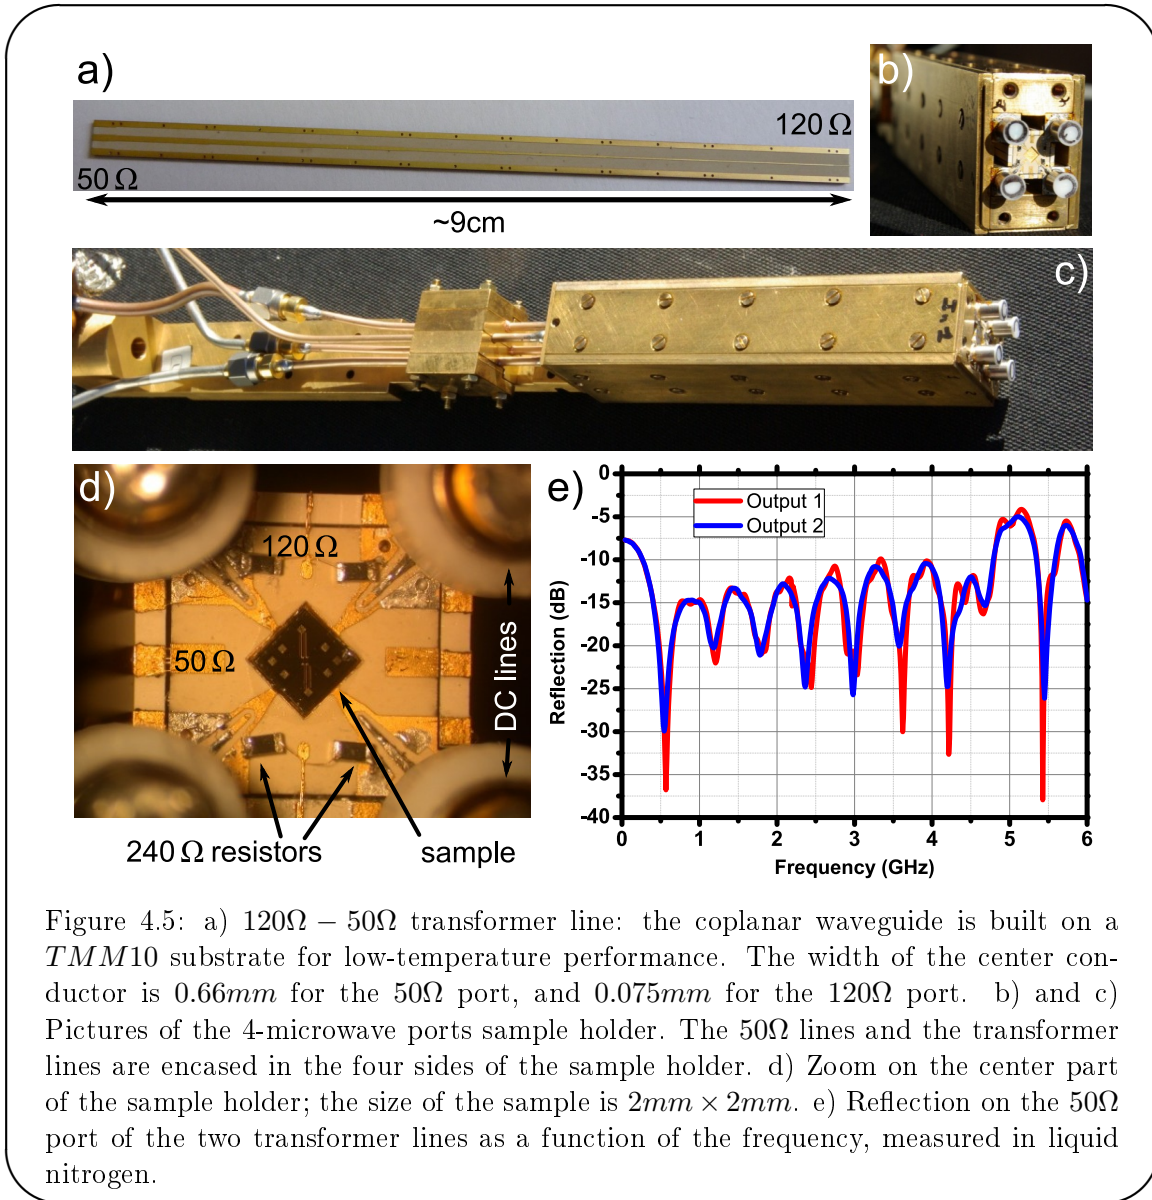 a)
120 Ω
50 Ω
~9cm
b)
c)
d)
120 Ω
50 Ω
DC lines
240 Ω resistors
sample
e)
Output 1
Output 2
0
-5
-10
-15
-20
-25
-30
-35
-40
Reflection (dB)
0 1 2 3 4 5 6
Frequency (GHz)
Figure 4.5: a) 120Ω − 50Ω transformer line: the coplanar waveguide is built on a
TMM10 substrate for low-temperature performance. The width of the center con-
ductor is 0.66mm for the 50Ω port, and 0.075mm for the 120Ω port. b) and c)
Pictures of the 4-microwave ports sample holder. The 50Ω lines and the transformer
lines are encased in the four sides of the sample holder. d) Zoom on the center part
of the sample holder; the size of the sample is 2mm × 2mm. e) Reflection on the 50Ω
port of the two transformer lines as a function of the frequency, measured in liquid
nitrogen.